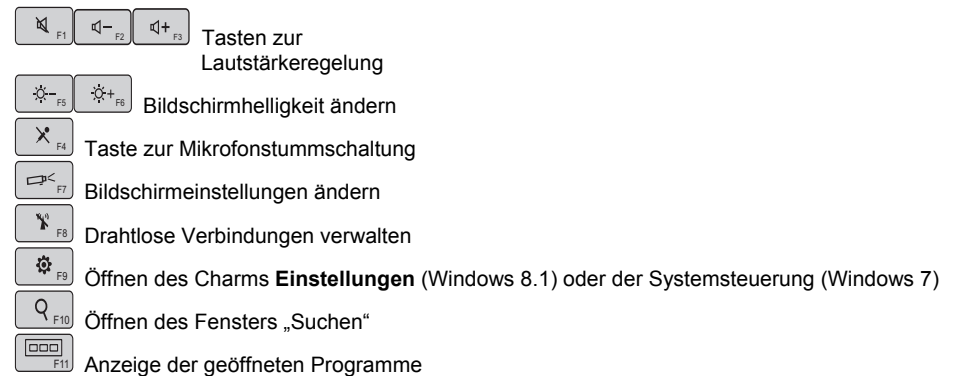 F1 F2 F3 Tasten zur
Lautstärkeregelung
F5 F6 Bildschirmhelligkeit ändern
F4 Taste zur Mikrofonstummschaltung
F7 Bildschirmeinstellungen ändern
F8 Drahtlose Verbindungen verwalten
F9 Öffnen des Charms Einstellungen (Windows 8.1) oder der Systemsteuerung (Windows 7)
F10 Öffnen des Fensters „Suchen“
F11 Anzeige der geöffneten Programme